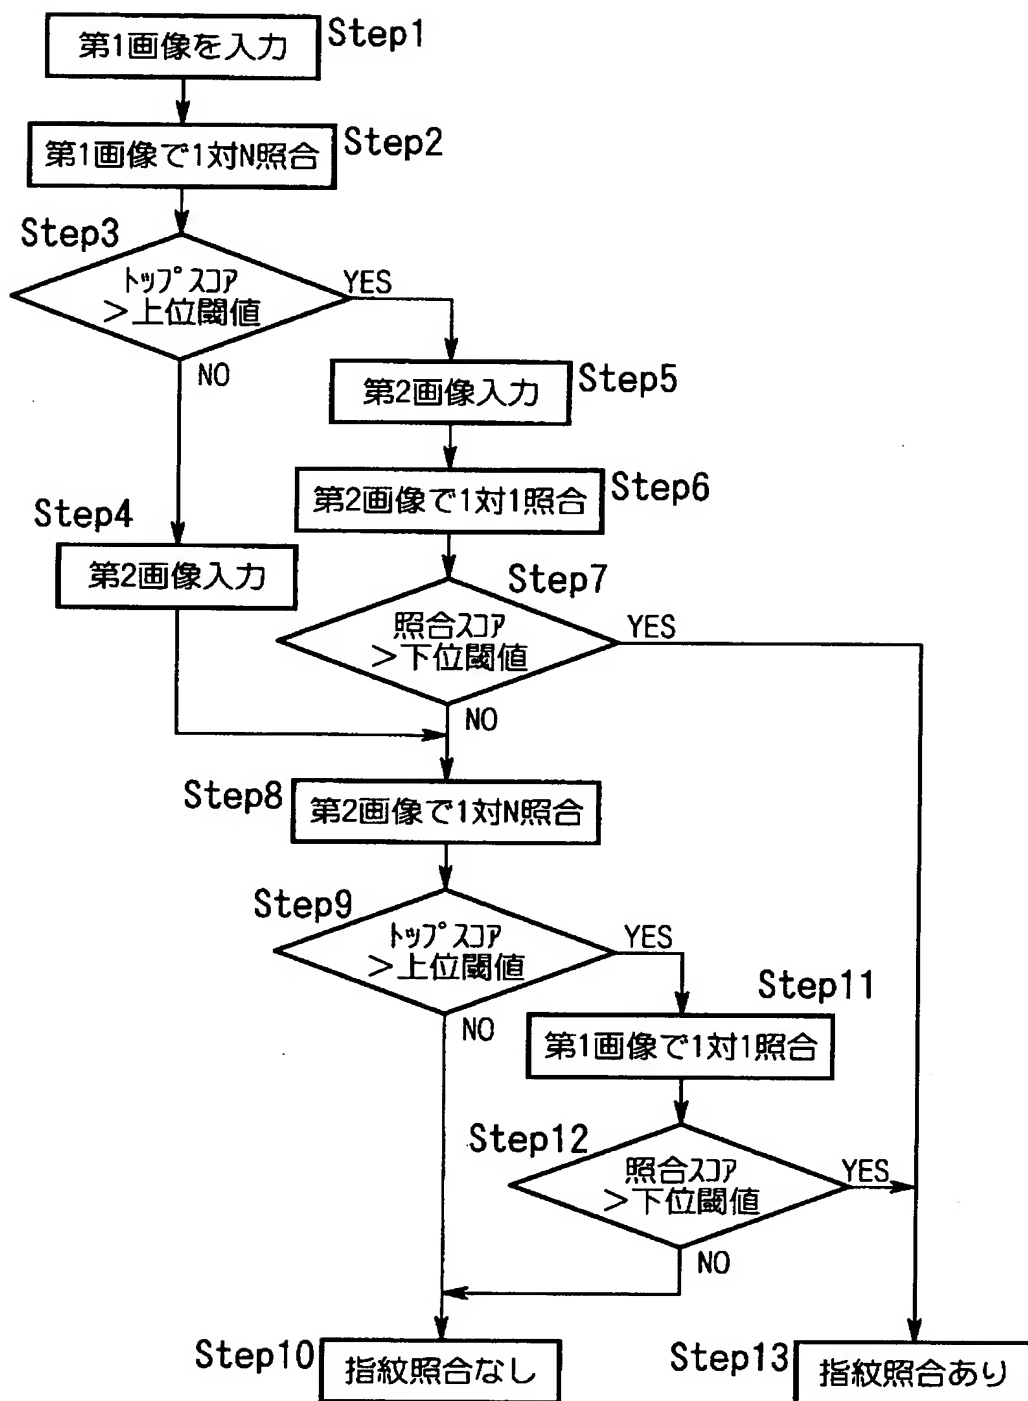 第1画像を入力
Step1
第1画像で1対N照合
Step2
Step3
トップスコア
>上位閾値
YES
NO
第2画像入力
Step5
第2画像で1対1照合
Step6
Step4
第2画像入力
Step7
照合スコア
>下位閾値
YES
NO
Step8
第2画像で1対N照合
Step9
トップスコア
>上位閾値
YES
NO
Step11
第1画像で1対1照合
Step12
照合スコア
>下位閾値
YES
NO
Step10
指紋照合なし
Step13
指紋照合あり